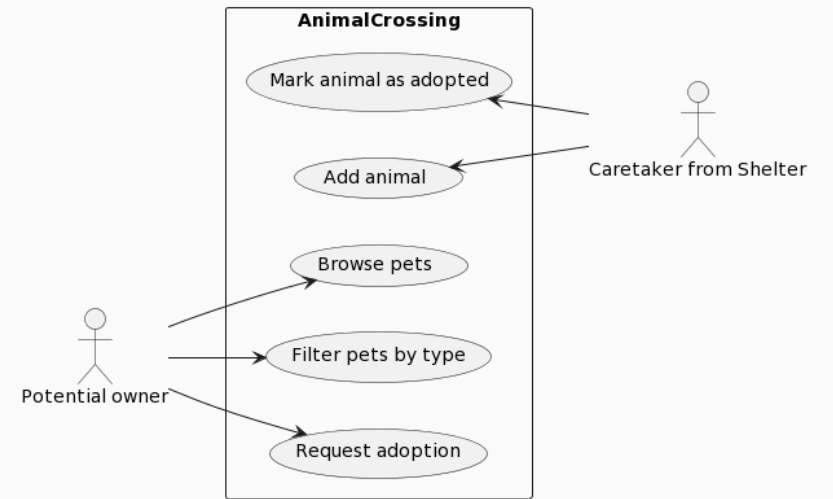 AnimalCrossing
Mark animal as adopted
Caretaker from Shelter
Add animal
Browse pets
Filter pets by type
Potential owner
Request adoption